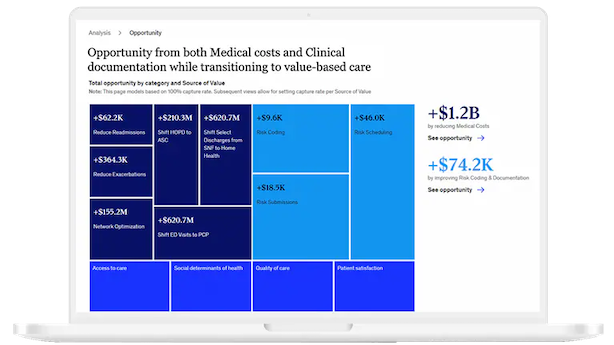 Analysis > Opportunity
Opportunity from both Medical costs and Clinical
documentation while transitioning to value-based care
Total opportunity by category and Source of Value
Note: This page models based on 100% capture rate. Subsequent views allow for setting capture rate per Source of Value
+$62.2K
Reduce Readmissions
+$364.3K
Reduce Exacerbations
+$155.2M
Network Optimization
+$210.3M
Shift HOPD to
ASC
+$620.7M
Shift Select
Discharges from
SNF to Home
Health
+$620.7M
Shift ED Visits to PCP
+$9.6K
Risk Coding
+$18.5K
Risk Submissions
+$46.0K
Risk Scheduling
Access to care
Social determinants of health
Quality of care
Patient satisfaction
+$1.2B
by reducing Medical Costs
See opportunity →
+$74.2K
by improving Risk Coding & Documentation
See opportunity →